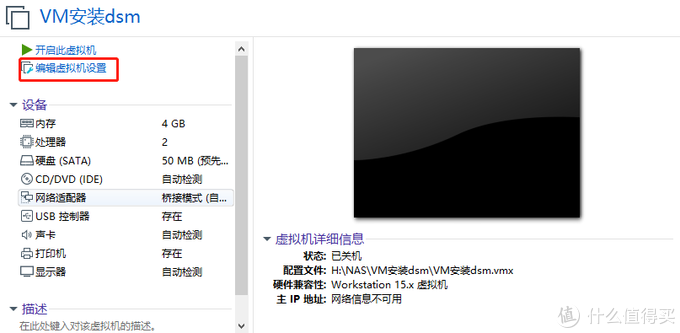 VM安装dsm
开启此虚拟机
编辑虚拟机设置
设备
内存 4 GB
处理器 2
硬盘 (SATA) 50 MB (预先...
CD/DVD (IDE) 自动检测
网络适配器 桥接模式 (自...
USB 控制器 存在
声卡 自动检测
打印机 存在
显示器 自动检测
描述
在此处键入对该虚拟机的描述。
虚拟机详细信息
状态: 已关机
配置文件: H:\NAS\VM安装dsm\VM安装dsm.vmx
硬件兼容性: Workstation 15.x 虚拟机
主 IP 地址: 网络信息不可用
值 什么值得买